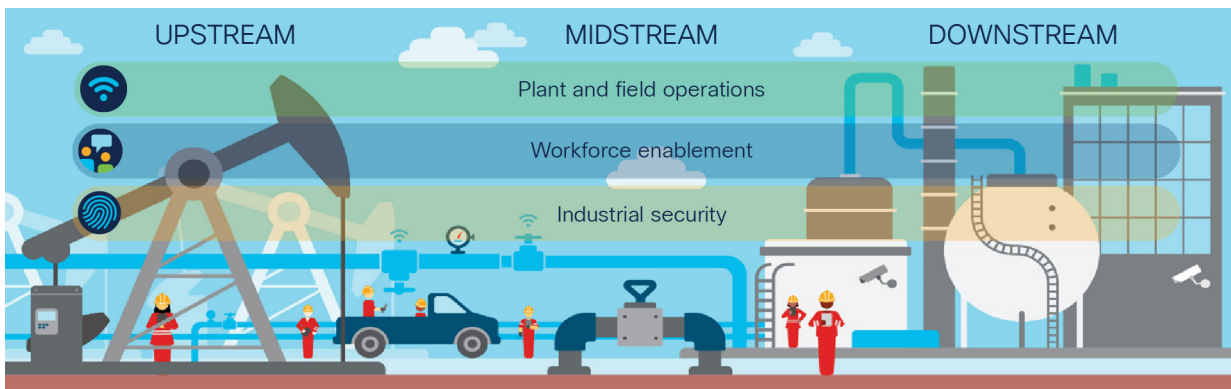 UPSTREAM
MIDSTREAM
DOWNSTREAM
Plant and field operations
Workforce enablement
Industrial security